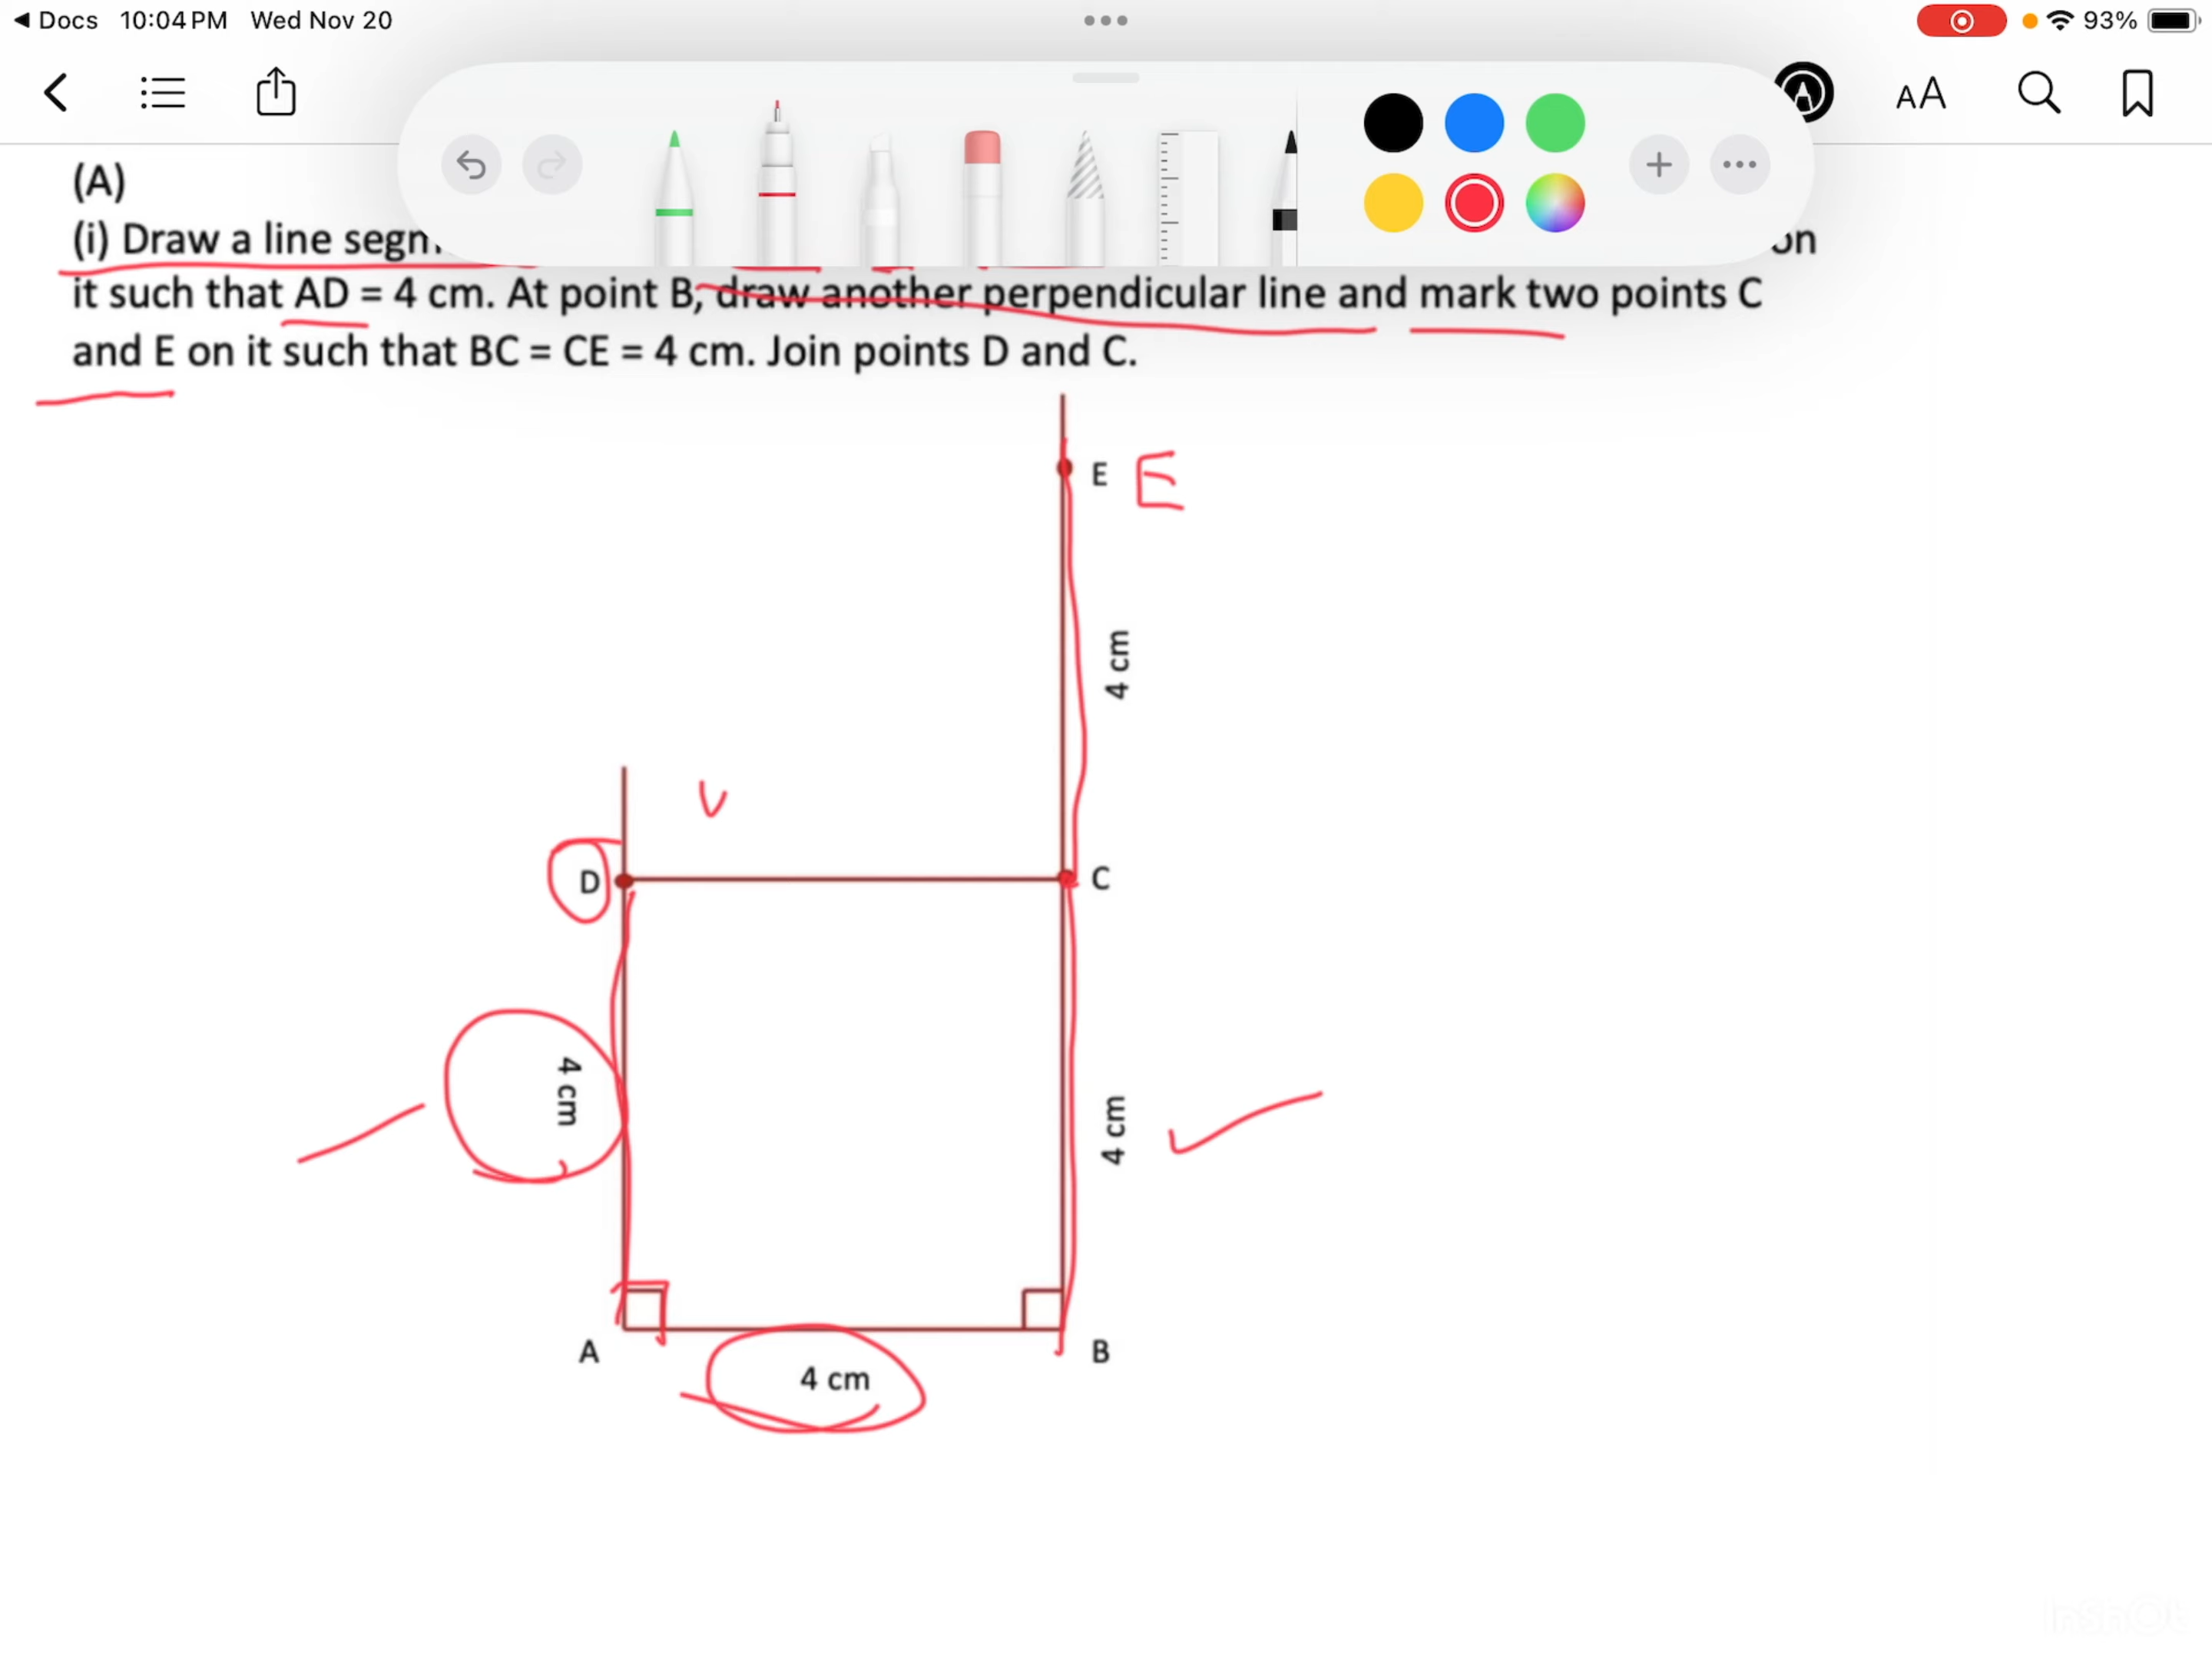 Docs 10:04 PM Wed Nov 20
93%
AA
(A)
(i) Draw a line
on
it such that AD = 4 cm. At point B, draw another perpendicular line and mark two points C
and E on it such that BC = CE = 4 cm. Join points D and C.
E E
4 cm
D
C
4 cm
4 cm
A
B
4 cm